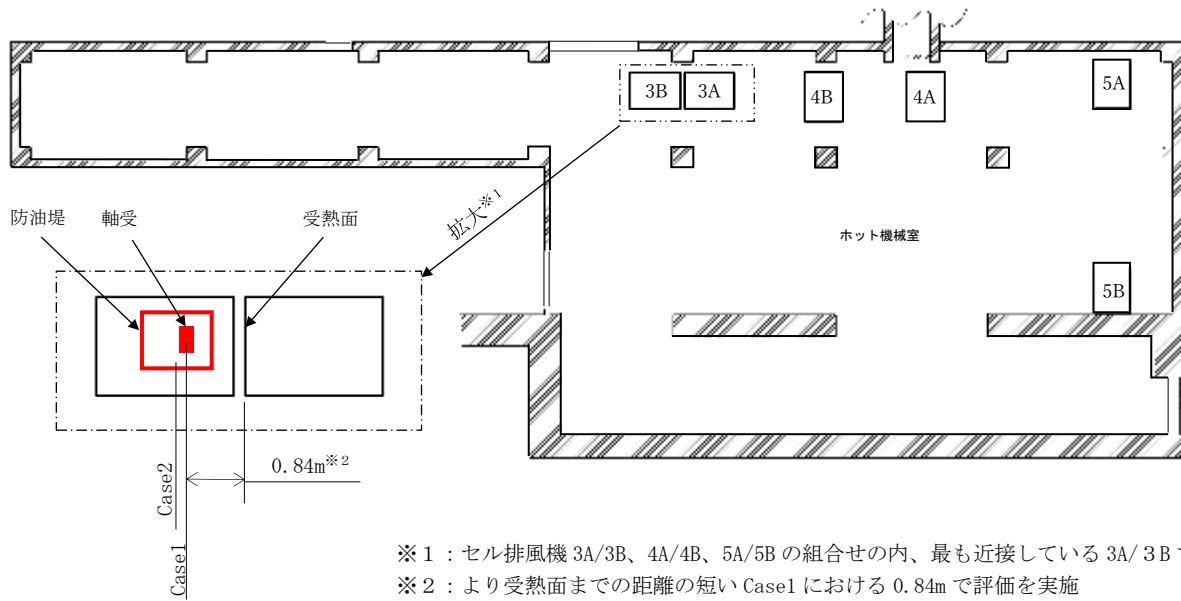 3B
3A
4B
4A
5A
防油堤
軸受
受熱面
拡大※1
ホット機械室
5B
0.84m※2
Case2
Case1
※1：セル排風機 3A/3B、4A/4B、5A/5B の組合せの内、最も近接している 3A/３B
※2：より受熱面までの距離の短い Case1 における 0.84m で評価を実施